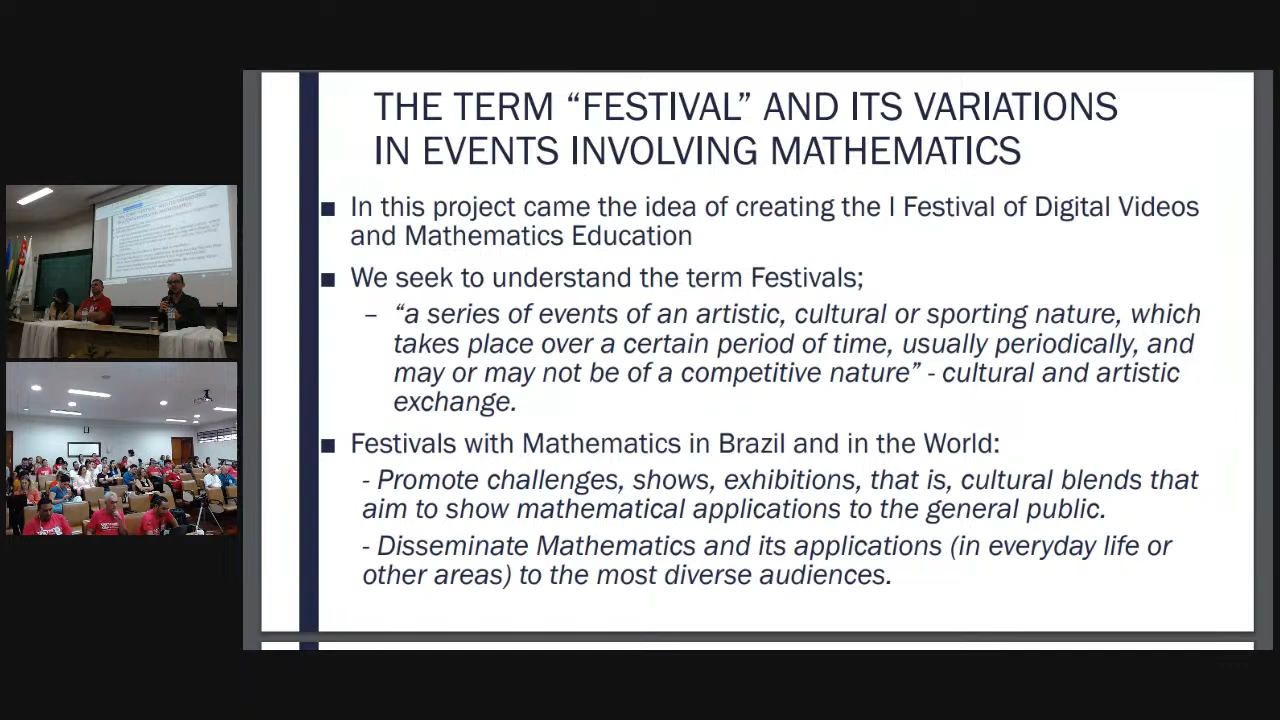 THE TERM “FESTIVAL” AND ITS VARIATIONS
IN EVENTS INVOLVING MATHEMATICS
■ In this project came the idea of creating the I Festival of Digital Videos
and Mathematics Education
■ We seek to understand the term Festivals;
– “a series of events of an artistic, cultural or sporting nature, which
takes place over a certain period of time, usually periodically, and
may or may not be of a competitive nature” - cultural and artistic
exchange.
■ Festivals with Mathematics in Brazil and in the World:
- Promote challenges, shows, exhibitions, that is, cultural blends that
aim to show mathematical applications to the general public.
- Disseminate Mathematics and its applications (in everyday life or
other areas) to the most diverse audiences.